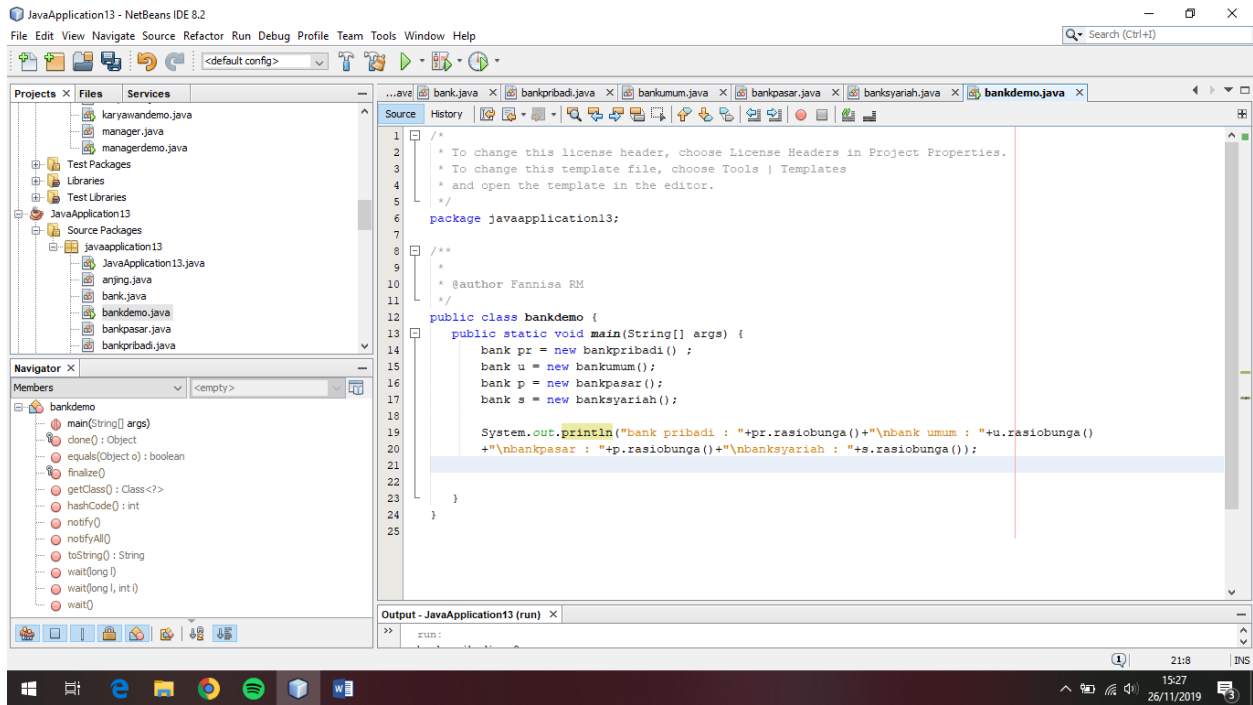 JavaApplication13 - NetBeans IDE 8.2
File Edit View Navigate Source Refactor Run Debug Profile Team Tools Window Help
Search (Ctrl+I)
<default config>
Projects Files Services
karyawandemo.java
manager.java
managerdemo.java
Test Packages
Libraries
Test Libraries
JavaApplication13
Source Packages
javaapplication13
JavaApplication13.java
anjing.java
bank.java
bankdemo.java
bankpasar.java
bankpribadi.java
Navigator
Members <empty>
bankdemo
main(String[] args)
clone() : Object
equals(Object o) : boolean
finalize()
getClass() : Class<?>
hashCode() : int
notify()
notifyAll()
toString() : String
wait(long l)
wait(long l, int i)
wait()
...ava bank.java bankpribadi.java bankumum.java bankpasar.java banksyariah.java bankdemo.java
Source History
1 /*
2 * To change this license header, choose License Headers in Project Properties.
3 * To change this template file, choose Tools | Templates
4 * and open the template in the editor.
5 */
6 package javaapplication13;
7
8 /**
9 *
10 * @author Fannisa RM
11 */
12 public class bankdemo {
13 public static void main(String[] args) {
14 bank pr = new bankpribadi() ;
15 bank u = new bankumum();
16 bank p = new bankpasar();
17 bank s = new banksyariah();
18
19 System.out.println("bank pribadi : "+pr.rasiobunga()+"\nbank umum : "+u.rasiobunga()
20 +"\nbankpasar : "+p.rasiobunga()+"\nbanksyariah : "+s.rasiobunga());
21
22
23 }
24 }
25
Output - JavaApplication13 (run)
run:
1 21:8 INS
15:27
26/11/2019
3